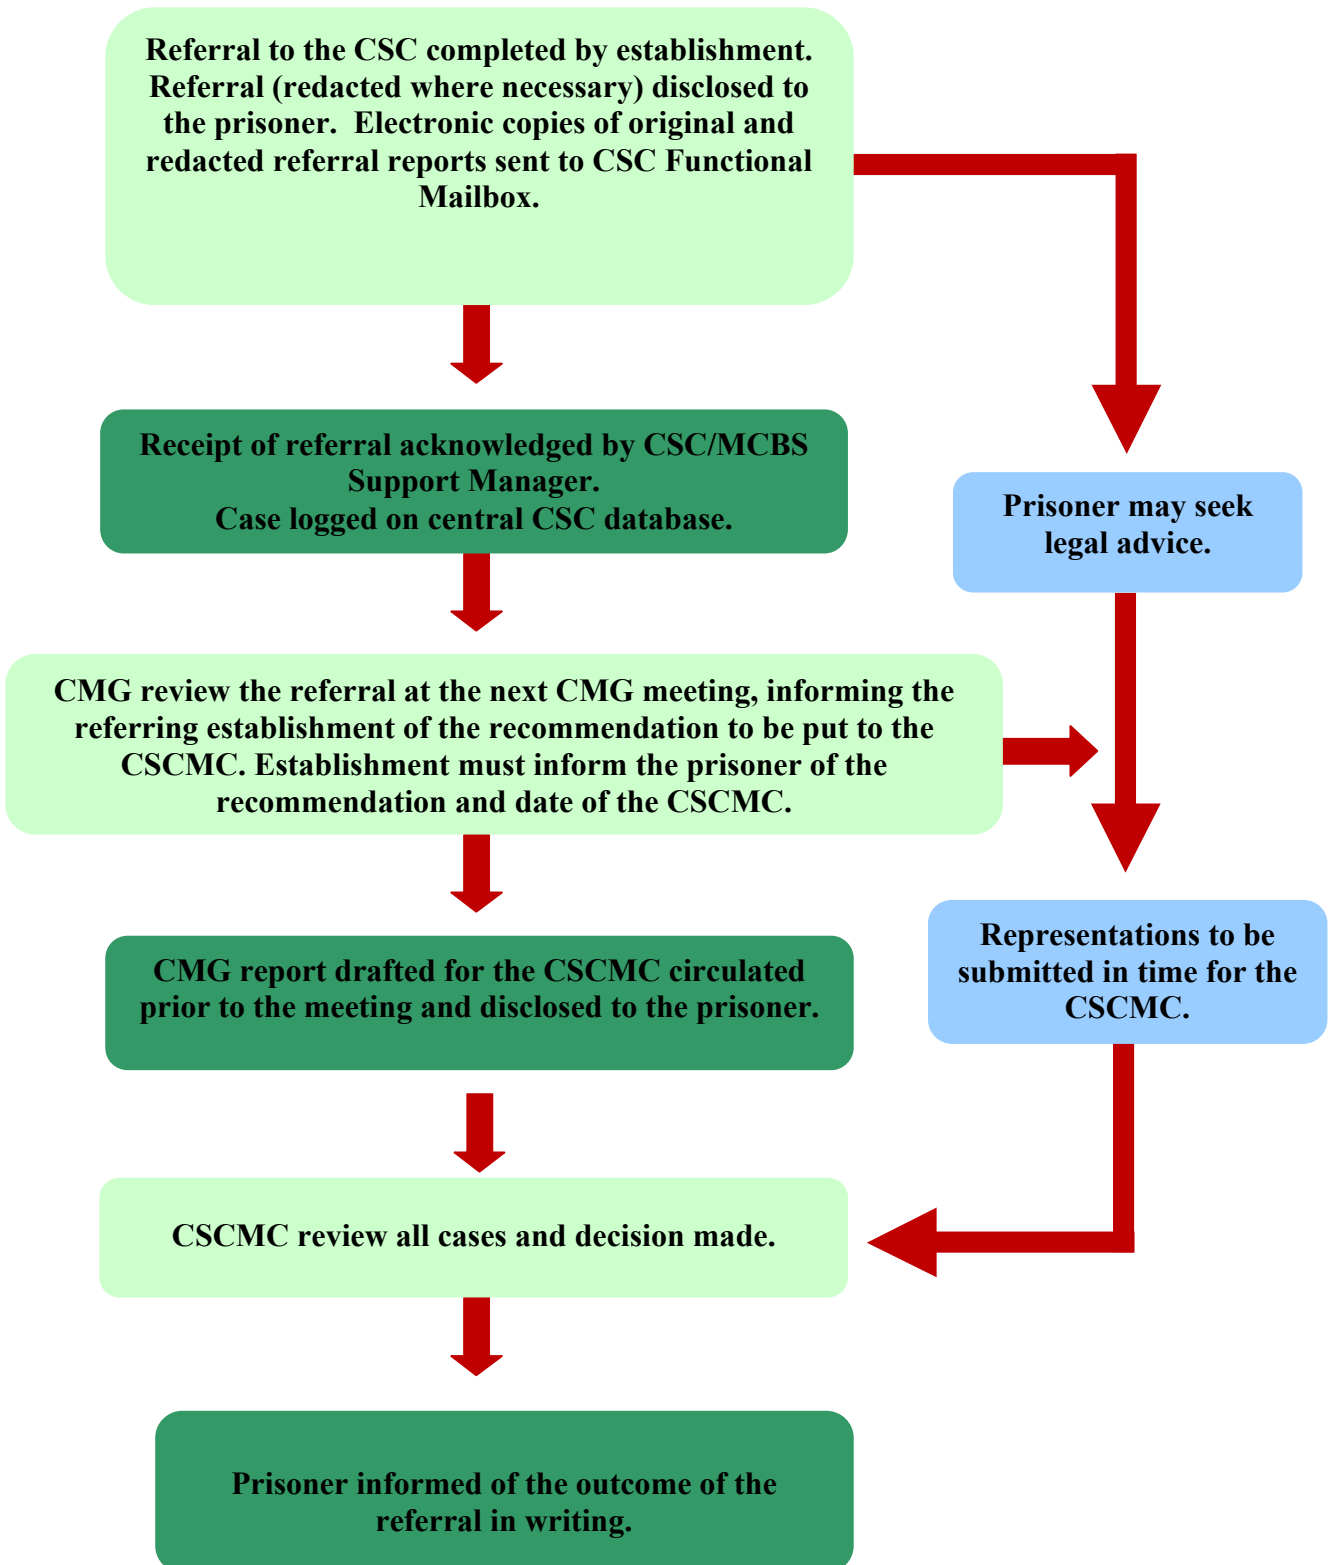 Referral to the CSC completed by establishment.
Referral (redacted where necessary) disclosed to
the prisoner.  Electronic copies of original and
redacted referral reports sent to CSC Functional
Mailbox.
Receipt of referral acknowledged by CSC/MCBS
Support Manager.
Case logged on central CSC database.
Prisoner may seek
legal advice.
CMG review the referral at the next CMG meeting, informing the
referring establishment of the recommendation to be put to the
CSCMC. Establishment must inform the prisoner of the
recommendation and date of the CSCMC.
CMG report drafted for the CSCMC circulated
prior to the meeting and disclosed to the prisoner.
Representations to be
submitted in time for the
CSCMC.
CSCMC review all cases and decision made.
Prisoner informed of the outcome of the
referral in writing.